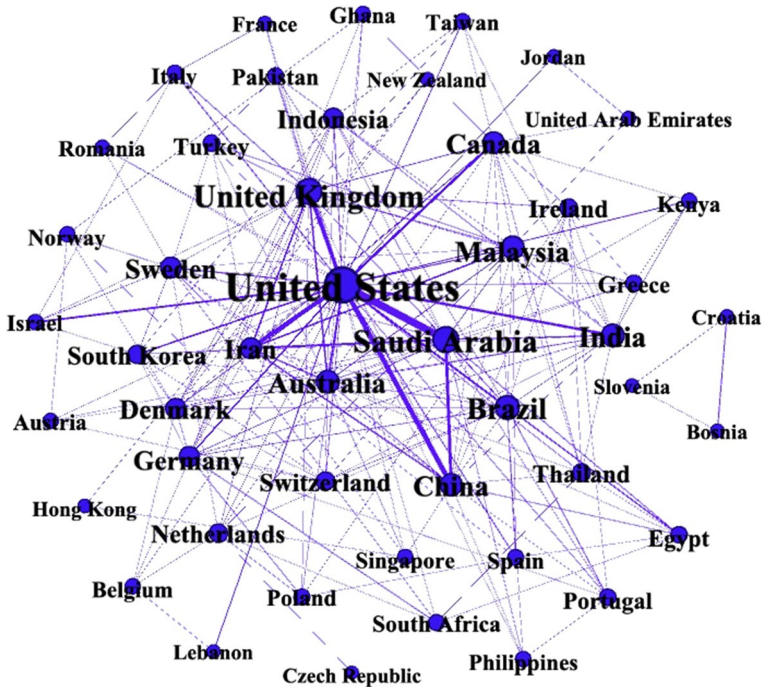 Ghana
France
Taiwan
Jordan
Italy
Pakistan
New Zealand
Indonesia
United Arab Emirates
Romania
Turkey
Canada
United Kingdom
Ireland
Kenya
Norway
Malaysia
Sweden
United States
Greece
Israel
Croatia
South Korea
Iran
Saudi Arabia
India
Australia
Slovenia
Austria
Denmark
Brazil
Bosnia
Germany
Switzerland
China
Thailand
Hong Kong
Netherlands
Egypt
Singapore
Spain
Belgium
Poland
Portugal
South Africa
Lebanon
Philippines
Czech Republic